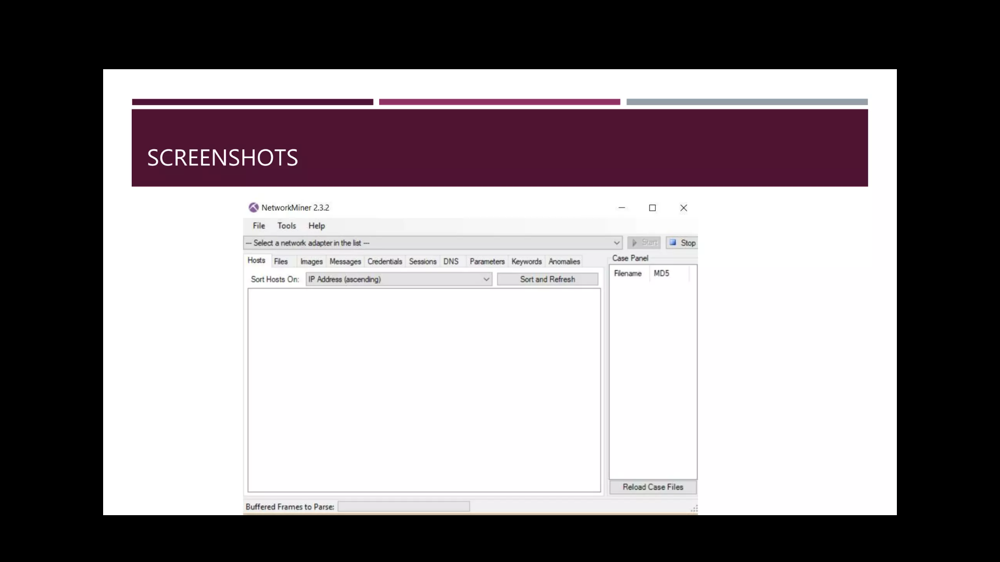 SCREENSHOTS
NetworkMiner 2.3.2
File Tools Help
--- Select a network adapter in the list --- Start Stop
Hosts Files Images Messages Credentials Sessions DNS Parameters Keywords Anomalies
Case Panel
Sort Hosts On: IP Address (ascending) Sort and Refresh
Filename MD5
Reload Case Files
Buffered Frames to Parse: